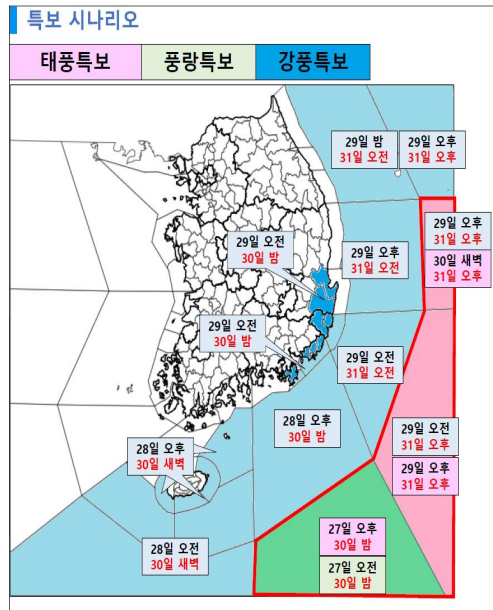 특보 시나리오
태풍특보
풍랑특보
강풍특보
29일 밤
31일 오전
29일 오후
31일 오후
29일 오후
31일 오후
30일 새벽
31일 오후
29일 오전
30일 밤
29일 오후
31일 오전
29일 오전
30일 밤
29일 오전
31일 오전
28일 오후
30일 밤
29일 오전
31일 오후
29일 오후
31일 오후
28일 오후
30일 새벽
27일 오후
30일 밤
27일 오전
30일 밤
28일 오전
30일 새벽